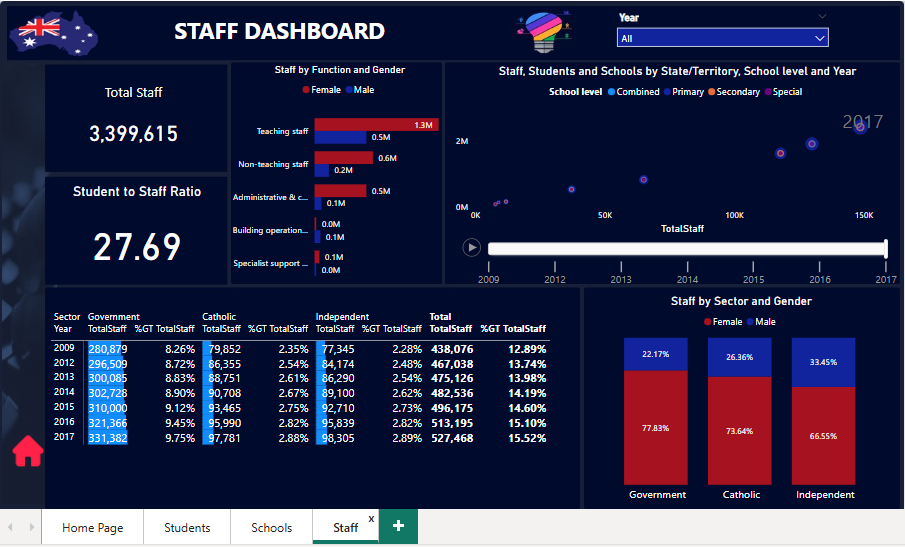 STAFF DASHBOARD
Year
All
Total Staff
3,399,615
Student to Staff Ratio
27.69
Staff by Function and Gender
Female Male
Teaching staff 1.3M 0.5M
Non-teaching staff 0.6M 0.2M
Administrative & c... 0.5M 0.1M
Building operation... 0.0M 0.1M
Specialist support ... 0.1M 0.0M
Staff, Students and Schools by State/Territory, School level and Year
School level Combined Primary Secondary Special
2017
2M
0M
0K 50K 100K 150K
TotalStaff
2009 2012 2013 2014 2015 2016 2017
Sector Government Catholic Independent Total
Year TotalStaff %GT TotalStaff TotalStaff %GT TotalStaff TotalStaff %GT TotalStaff TotalStaff %GT TotalStaff
2009 280,879 8.26% 79,852 2.35% 77,345 2.28% 438,076 12.89%
2012 296,509 8.72% 86,355 2.54% 84,174 2.48% 467,038 13.74%
2013 300,085 8.83% 88,751 2.61% 86,290 2.54% 475,126 13.98%
2014 302,728 8.90% 90,708 2.67% 89,100 2.62% 482,536 14.19%
2015 310,000 9.12% 93,465 2.75% 92,710 2.73% 496,175 14.60%
2016 321,366 9.45% 95,990 2.82% 95,839 2.82% 513,195 15.10%
2017 331,382 9.75% 97,781 2.88% 98,305 2.89% 527,468 15.52%
Staff by Sector and Gender
Female Male
22.17% 26.36% 33.45%
77.83% 73.64% 66.55%
Government Catholic Independent
Home Page Students Schools Staff x +